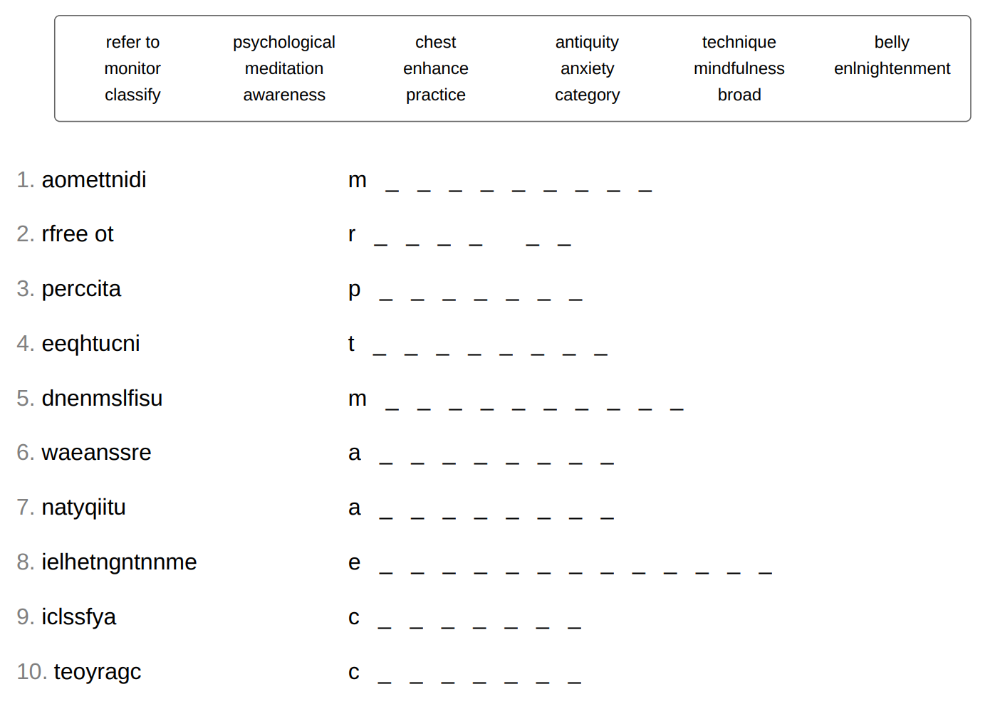 refer to psychological chest antiquity technique belly
monitor meditation enhance anxiety mindfulness enlnightenment
classify awareness practice category broad
1. aomettnidi m _ _ _ _ _ _ _ _ _
2. rfree ot r _ _ _ _ _ _
3. perccita p _ _ _ _ _ _ _
4. eeqhtucni t _ _ _ _ _ _ _ _
5. dnenmslfisu m _ _ _ _ _ _ _ _ _ _
6. waeanssre a _ _ _ _ _ _ _ _
7. natyqiitu a _ _ _ _ _ _ _ _
8. ielhetngntnnme e _ _ _ _ _ _ _ _ _ _ _ _ _
9. iclssfya c _ _ _ _ _ _ _
10. teoyragc c _ _ _ _ _ _ _